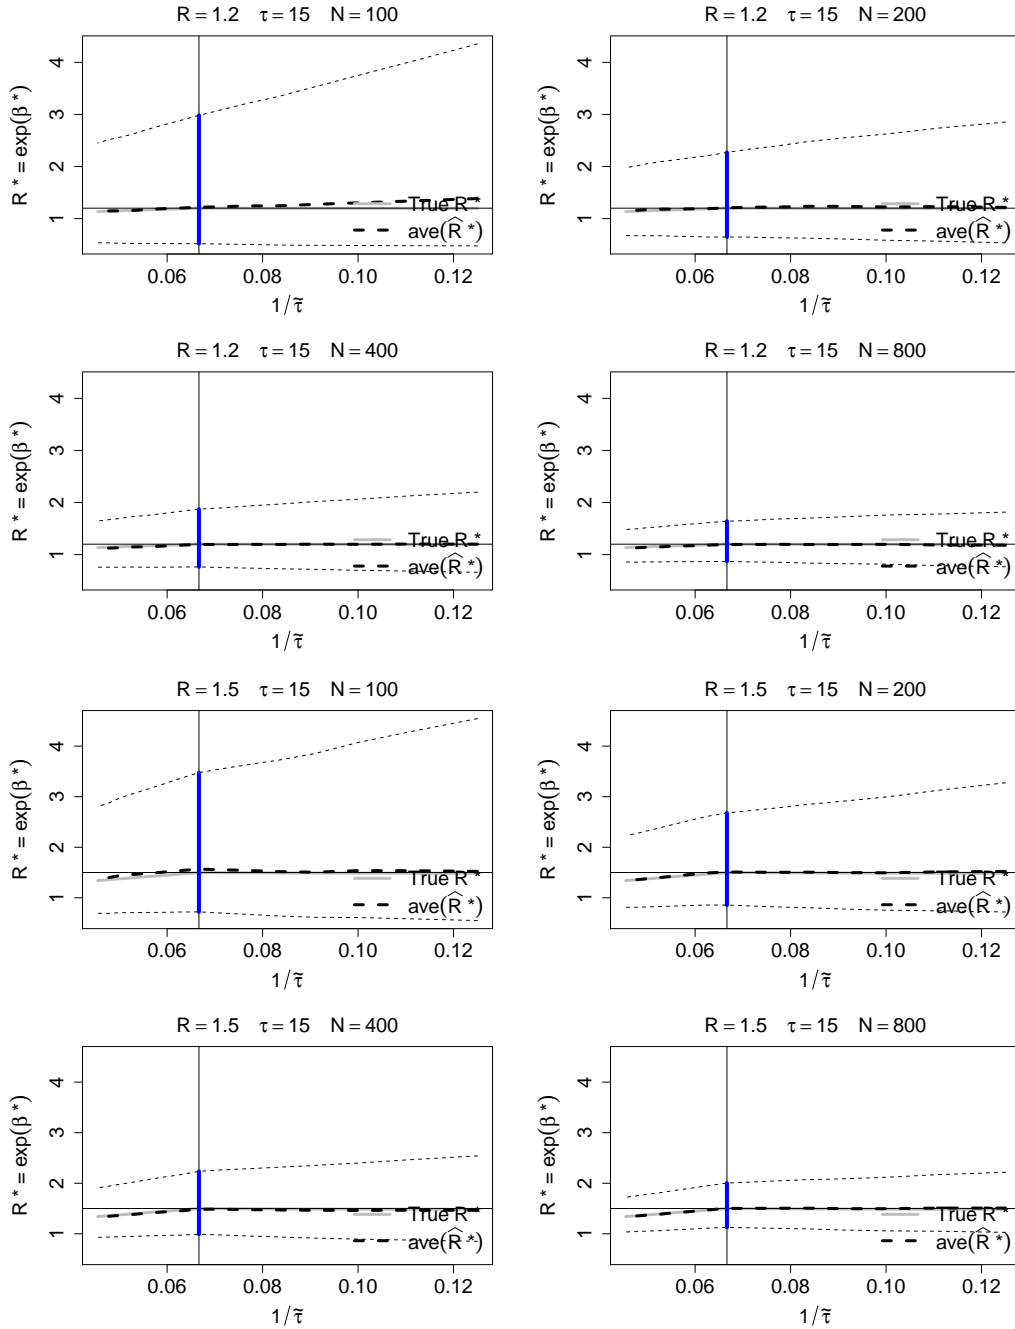 R = 1.2 τ = 15 N = 100
R * = exp(β *)
4
3
2
1
True R *
ave(R̂ *)
0.06 0.08 0.10 0.12
1/τ̃
R = 1.2 τ = 15 N = 200
R * = exp(β *)
4
3
2
1
True R *
ave(R̂ *)
0.06 0.08 0.10 0.12
1/τ̃
R = 1.2 τ = 15 N = 400
R * = exp(β *)
4
3
2
1
True R *
ave(R̂ *)
0.06 0.08 0.10 0.12
1/τ̃
R = 1.2 τ = 15 N = 800
R * = exp(β *)
4
3
2
1
True R *
ave(R̂ *)
0.06 0.08 0.10 0.12
1/τ̃
R = 1.5 τ = 15 N = 100
R * = exp(β *)
4
3
2
1
True R *
ave(R̂ *)
0.06 0.08 0.10 0.12
1/τ̃
R = 1.5 τ = 15 N = 200
R * = exp(β *)
4
3
2
1
True R *
ave(R̂ *)
0.06 0.08 0.10 0.12
1/τ̃
R = 1.5 τ = 15 N = 400
R * = exp(β *)
4
3
2
1
True R *
ave(R̂ *)
0.06 0.08 0.10 0.12
1/τ̃
R = 1.5 τ = 15 N = 800
R * = exp(β *)
4
3
2
1
True R *
ave(R̂ *)
0.06 0.08 0.10 0.12
1/τ̃